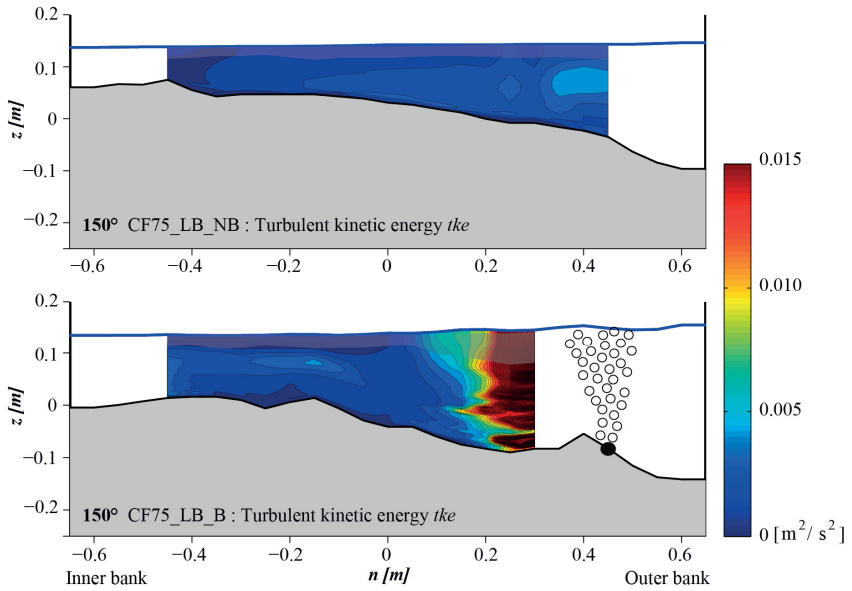 0.2
0.1
0
−0.1
−0.2
z [m]
150° CF75_LB_NB : Turbulent kinetic energy tke
−0.6 −0.4 −0.2 0 0.2 0.4 0.6
0.2
0.1
0
−0.1
−0.2
z [m]
150° CF75_LB_B : Turbulent kinetic energy tke
−0.6 −0.4 −0.2 0 0.2 0.4 0.6
Inner bank n [m] Outer bank
0.015
0.010
0.005
0 [m²/s²]